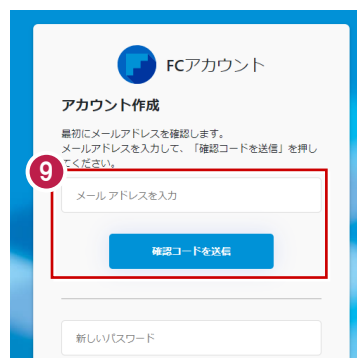 FCアカウント
アカウント作成
最初にメールアドレスを確認します。
メールアドレスを入力して、「確認コードを送信」を押し
てください。
9
メール アドレスを入力
確認コードを送信
新しいパスワード